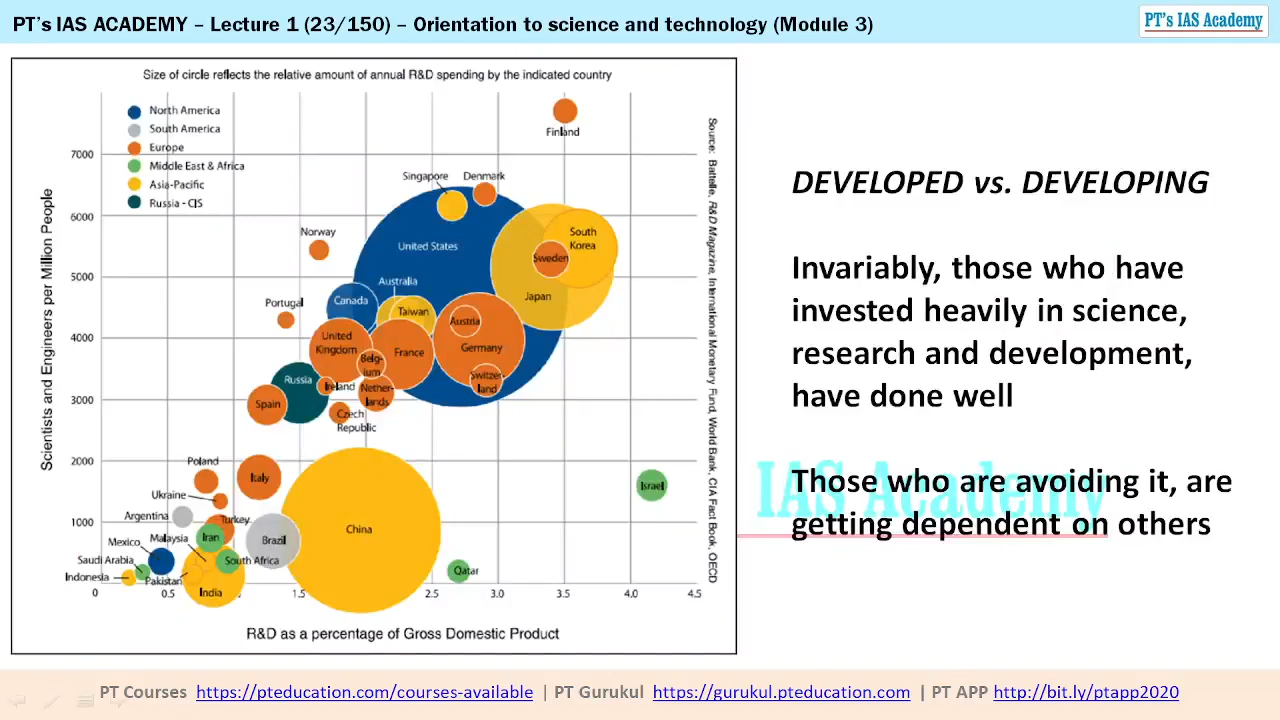 PT's IAS ACADEMY – Lecture 1 (23/150) – Orientation to science and technology (Module 3)
PT's IAS Academy
Size of circle reflects the relative amount of annual R&D spending by the indicated country
North America
South America
Europe
Middle East & Africa
Asia-Pacific
Russia - CIS
Scientists and Engineers per Million People
7000
6000
5000
4000
3000
2000
1000
0
0.5
1.5
2.5
3.0
3.5
4.0
4.5
R&D as a percentage of Gross Domestic Product
Finland
Singapore
Denmark
Norway
United States
South
Korea
Sweden
Japan
Australia
Canada
Taiwan
Portugal
Austria
United
Kingdom
France
Germany
Belg-
ium
Russia
Ireland
Nether-
lands
Switzer-
land
Spain
Czech
Republic
Poland
Italy
Ukraine
Israel
Argentina
Turkey
China
Mexico
Malaysia
Iran
Brazil
Saudi Arabia
South Africa
Indonesia
Pakistan
India
Qatar
Source: Battelle, R&D Magazine, International Monetary Fund, World Bank, CIA Fact Book, OECD
DEVELOPED vs. DEVELOPING
Invariably, those who have
invested heavily in science,
research and development,
have done well
Those who are avoiding it, are
getting dependent on others
IAS Academy
PT Courses https://pteducation.com/courses-available | PT Gurukul https://gurukul.pteducation.com | PT APP http://bit.ly/ptapp2020